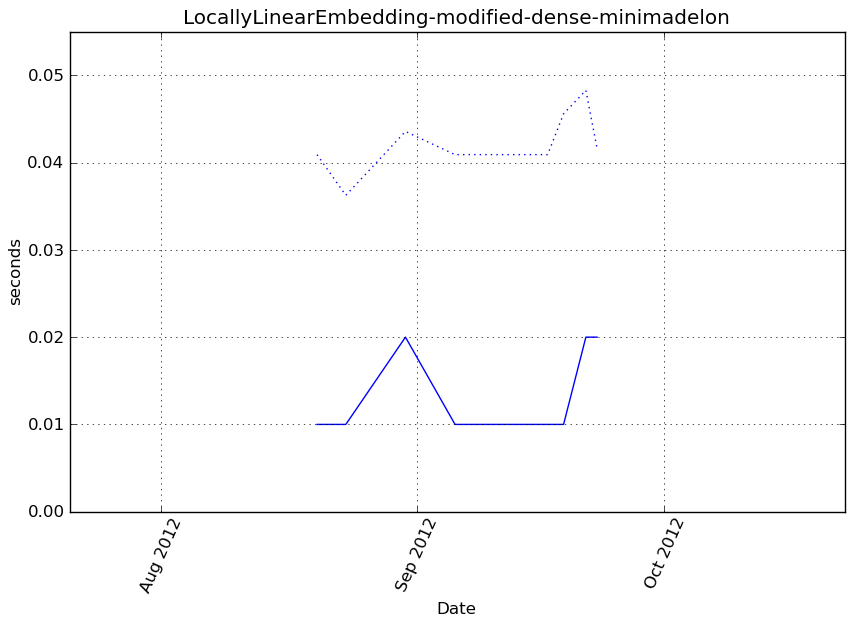 LocallyLinearEmbedding-modified-dense-minimadelon
0.05
0.04
0.03
0.02
0.01
0.00
seconds
Aug 2012
Sep 2012
Oct 2012
Date